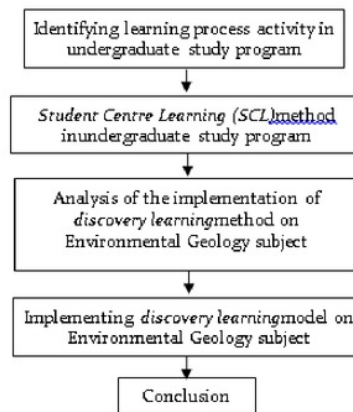 Identifying learning process activity in
undergraduate study program
Student Centre Learning (SCL)method
inundergraduate study program
Analysis of the implementation of
discovery learningmethod on
Environmental Geology subject
Implementing discovery learningmodel on
Environmental Geology subject
Conclusion